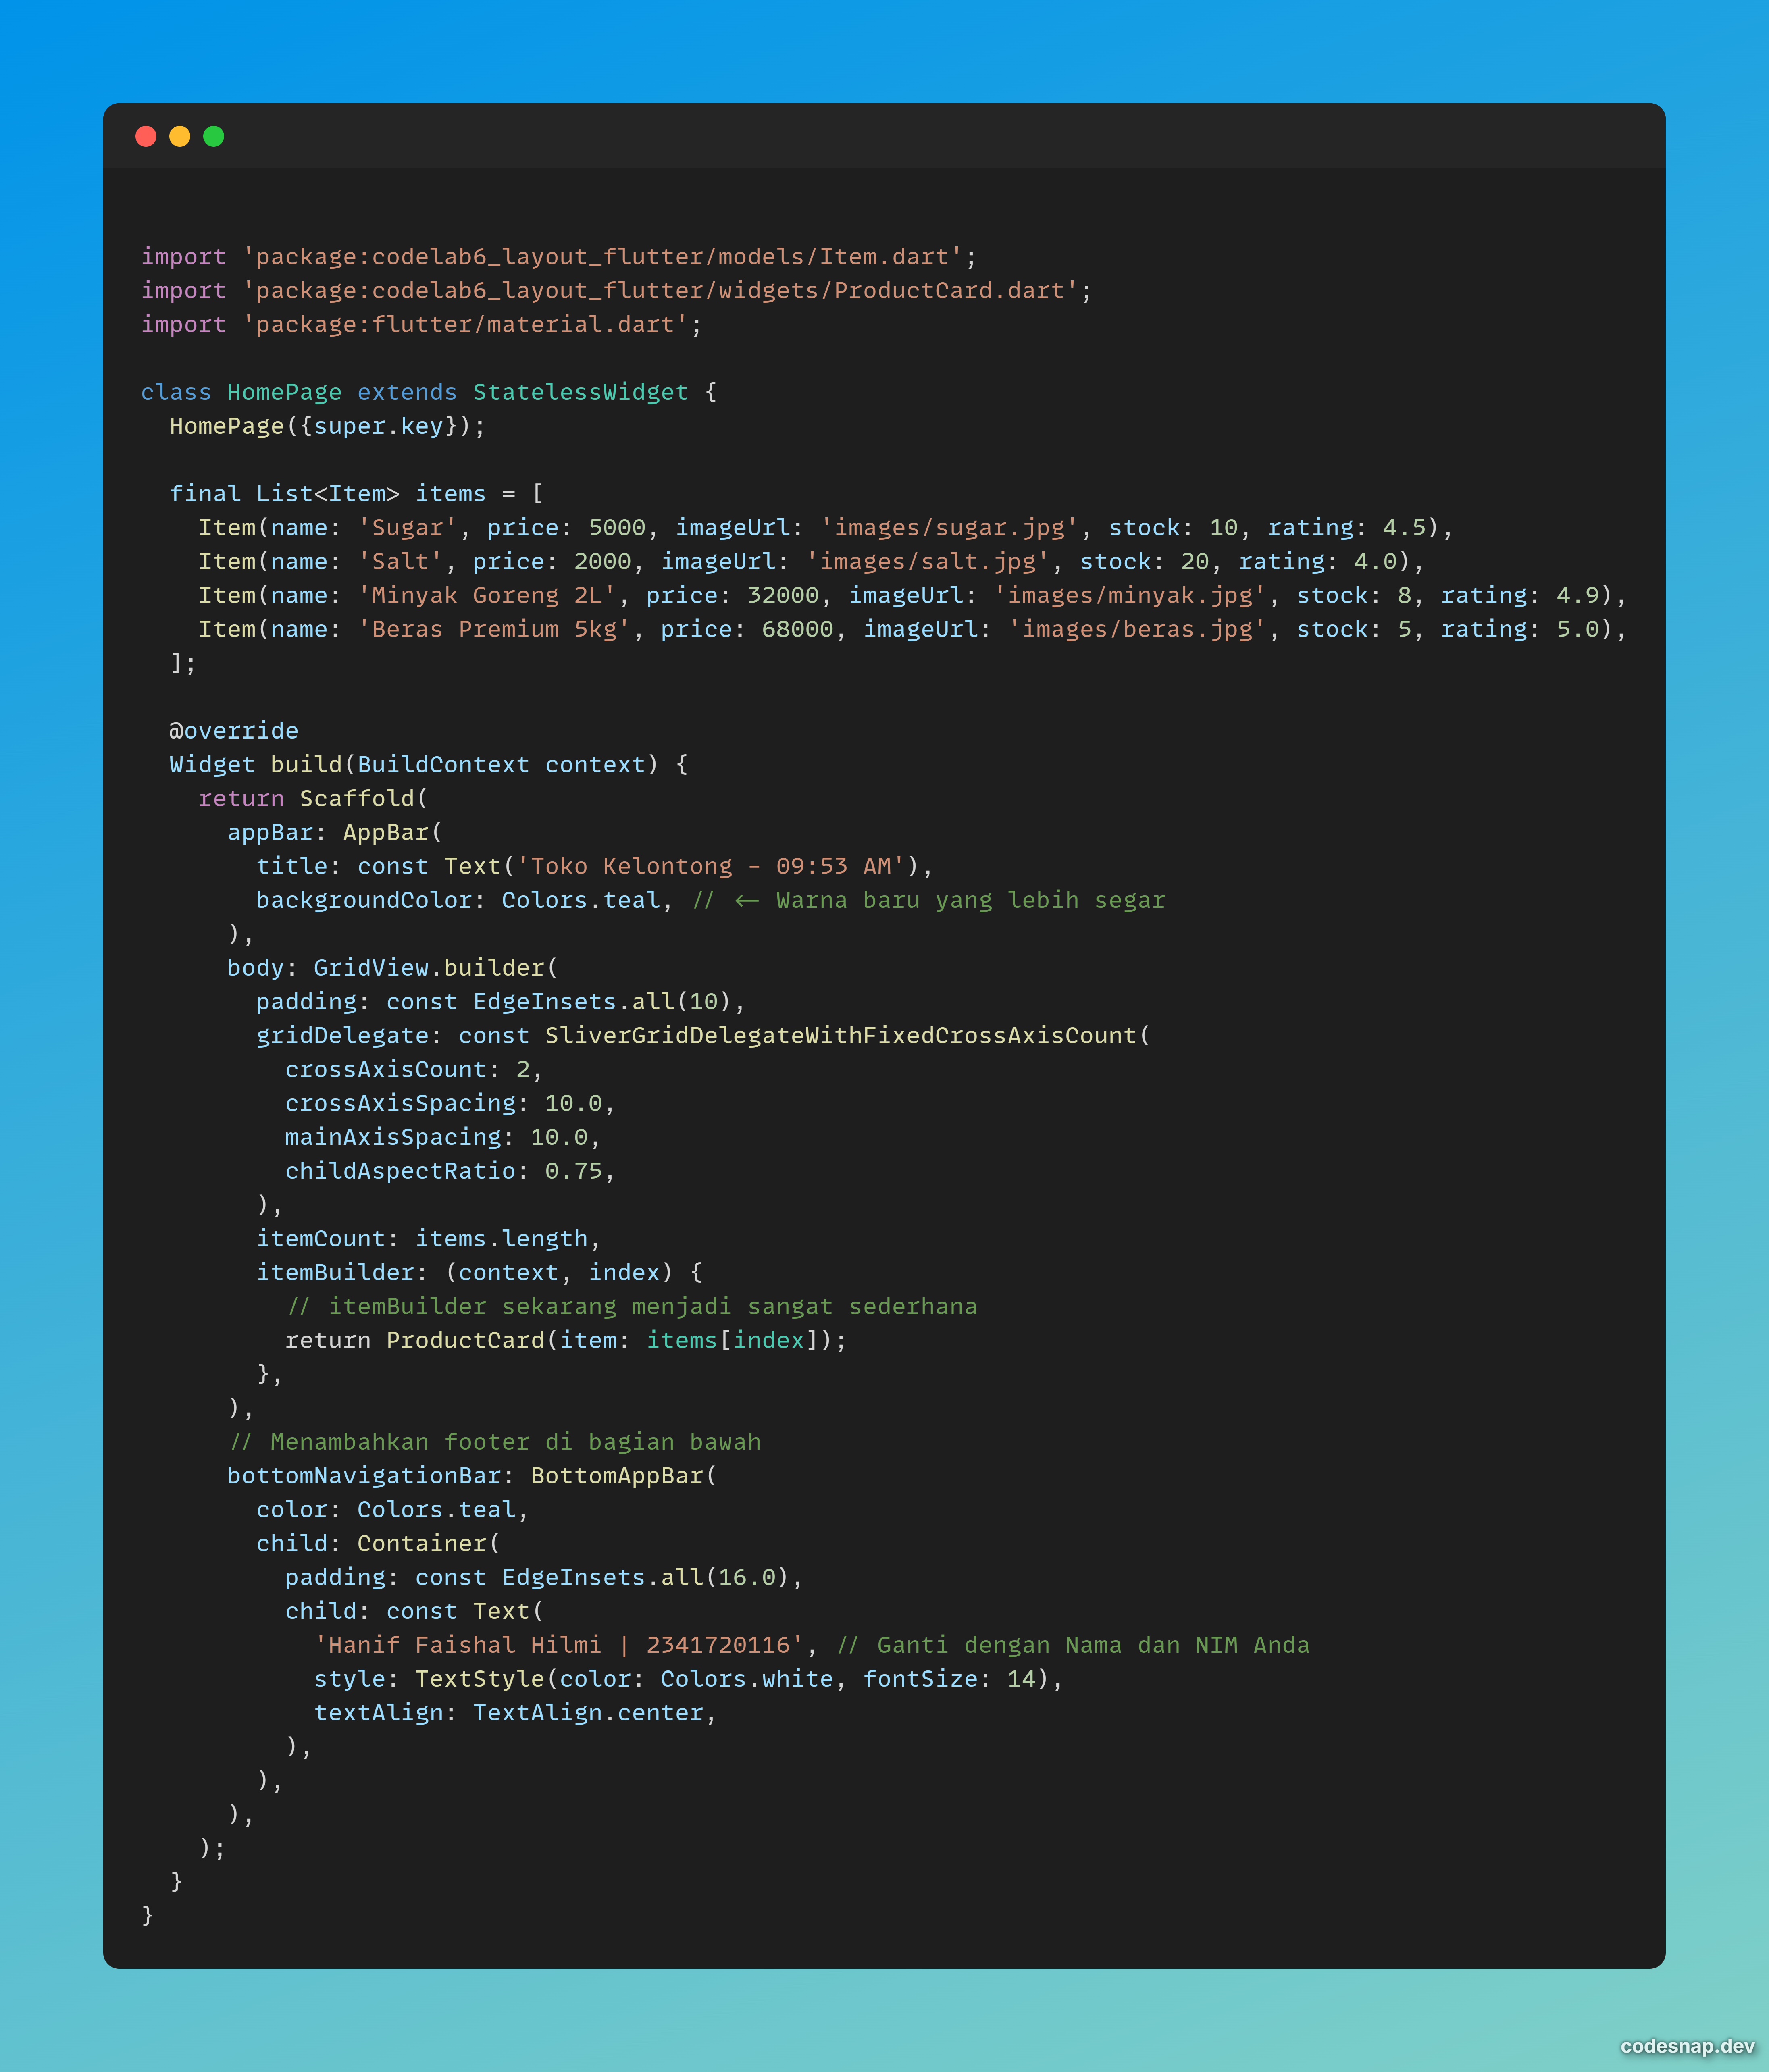 import 'package:codelab6_layout_flutter/models/Item.dart';
import 'package:codelab6_layout_flutter/widgets/ProductCard.dart';
import 'package:flutter/material.dart';

class HomePage extends StatelessWidget {
  HomePage({super.key});

  final List<Item> items = [
    Item(name: 'Sugar', price: 5000, imageUrl: 'images/sugar.jpg', stock: 10, rating: 4.5),
    Item(name: 'Salt', price: 2000, imageUrl: 'images/salt.jpg', stock: 20, rating: 4.0),
    Item(name: 'Minyak Goreng 2L', price: 32000, imageUrl: 'images/minyak.jpg', stock: 8, rating: 4.9),
    Item(name: 'Beras Premium 5kg', price: 68000, imageUrl: 'images/beras.jpg', stock: 5, rating: 5.0),
  ];

  @override
  Widget build(BuildContext context) {
    return Scaffold(
      appBar: AppBar(
        title: const Text('Toko Kelontong - 09:53 AM'),
        backgroundColor: Colors.teal, // <- Warna baru yang lebih segar
      ),
      body: GridView.builder(
        padding: const EdgeInsets.all(10),
        gridDelegate: const SliverGridDelegateWithFixedCrossAxisCount(
          crossAxisCount: 2,
          crossAxisSpacing: 10.0,
          mainAxisSpacing: 10.0,
          childAspectRatio: 0.75,
        ),
        itemCount: items.length,
        itemBuilder: (context, index) {
          // itemBuilder sekarang menjadi sangat sederhana
          return ProductCard(item: items[index]);
        },
      ),
      // Menambahkan footer di bagian bawah
      bottomNavigationBar: BottomAppBar(
        color: Colors.teal,
        child: Container(
          padding: const EdgeInsets.all(16.0),
          child: const Text(
            'Hanif Faishal Hilmi | 2341720116', // Ganti dengan Nama dan NIM Anda
            style: TextStyle(color: Colors.white, fontSize: 14),
            textAlign: TextAlign.center,
          ),
        ),
      ),
    );
  }
}
codesnap.dev